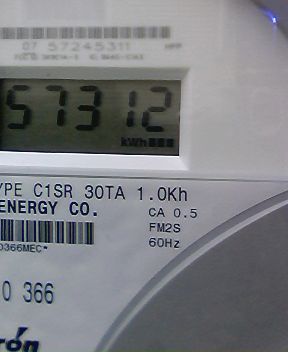 07 57245311
57312
kWh
YPE C1SR 30TA 1.0Kh
ENERGY CO.
CA 0.5
FM2S
60Hz
0366MEC*
0 366
rón